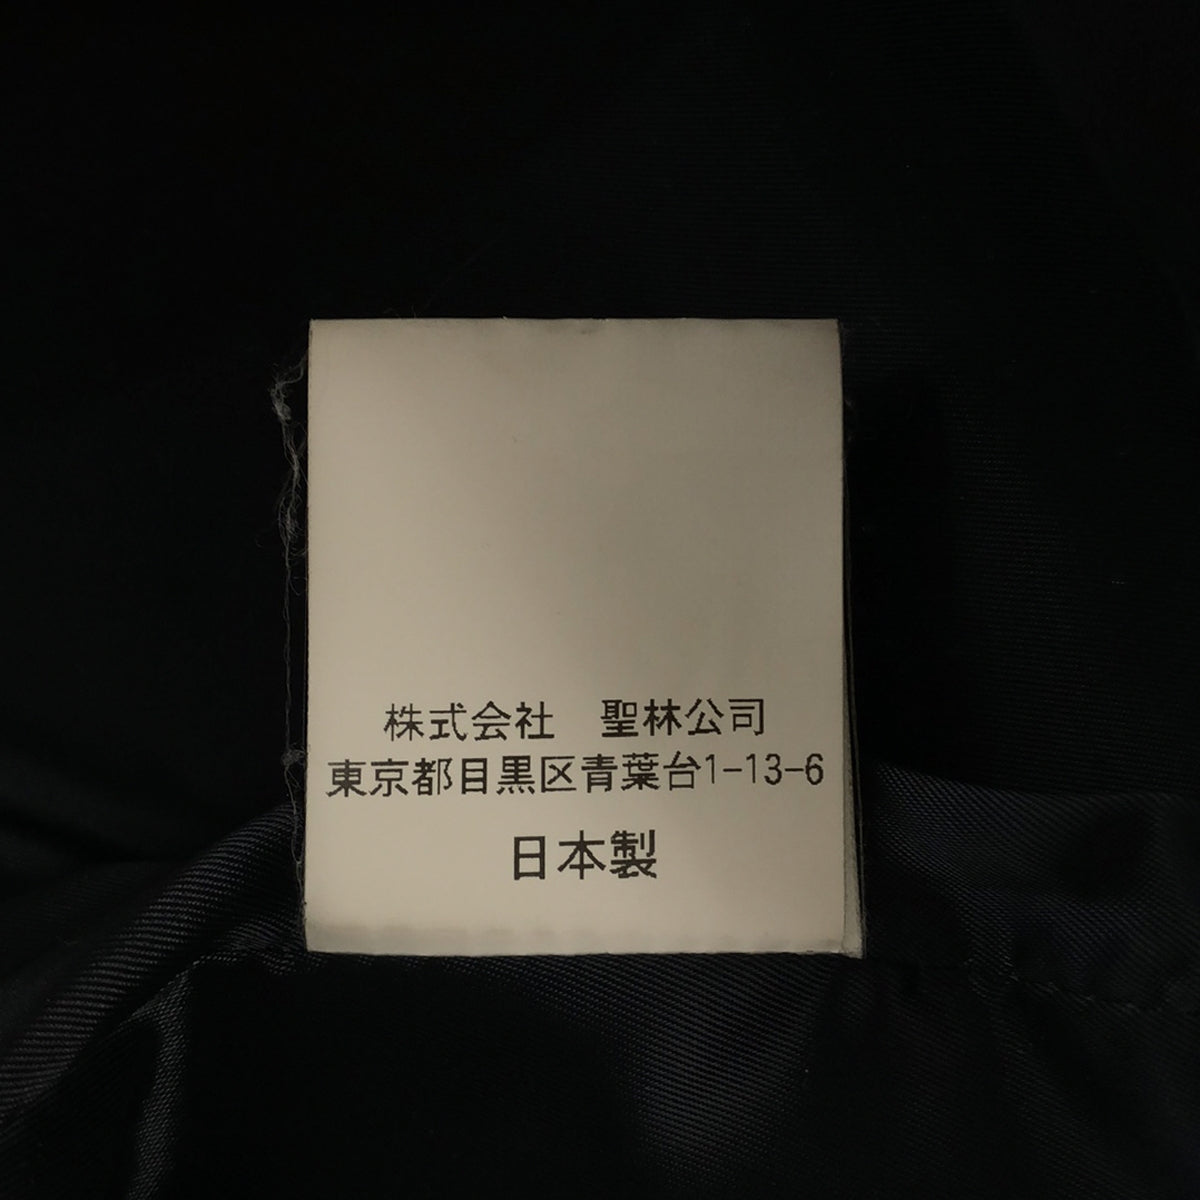 株式会社　聖林公司
東京都目黒区青葉台1-13-6
日本製